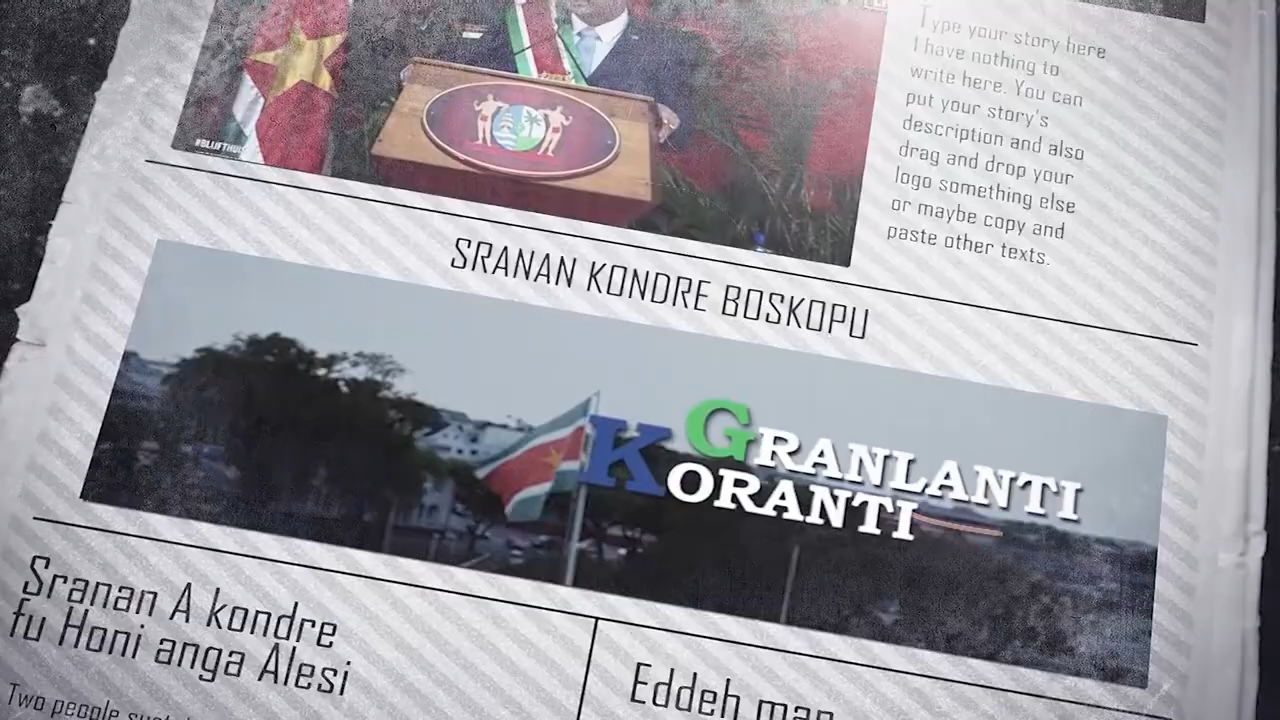 Type your story here
I have nothing to
write here. You can
put your story's
description and also
drag and drop your
logo something else
or maybe copy and
paste other texts.
SRANAN KONDRE BOSKOPU
GRANLANTI
KORANTI
Sranan A kondre
fu Honi anga Alesi
Two people
Eddeh man